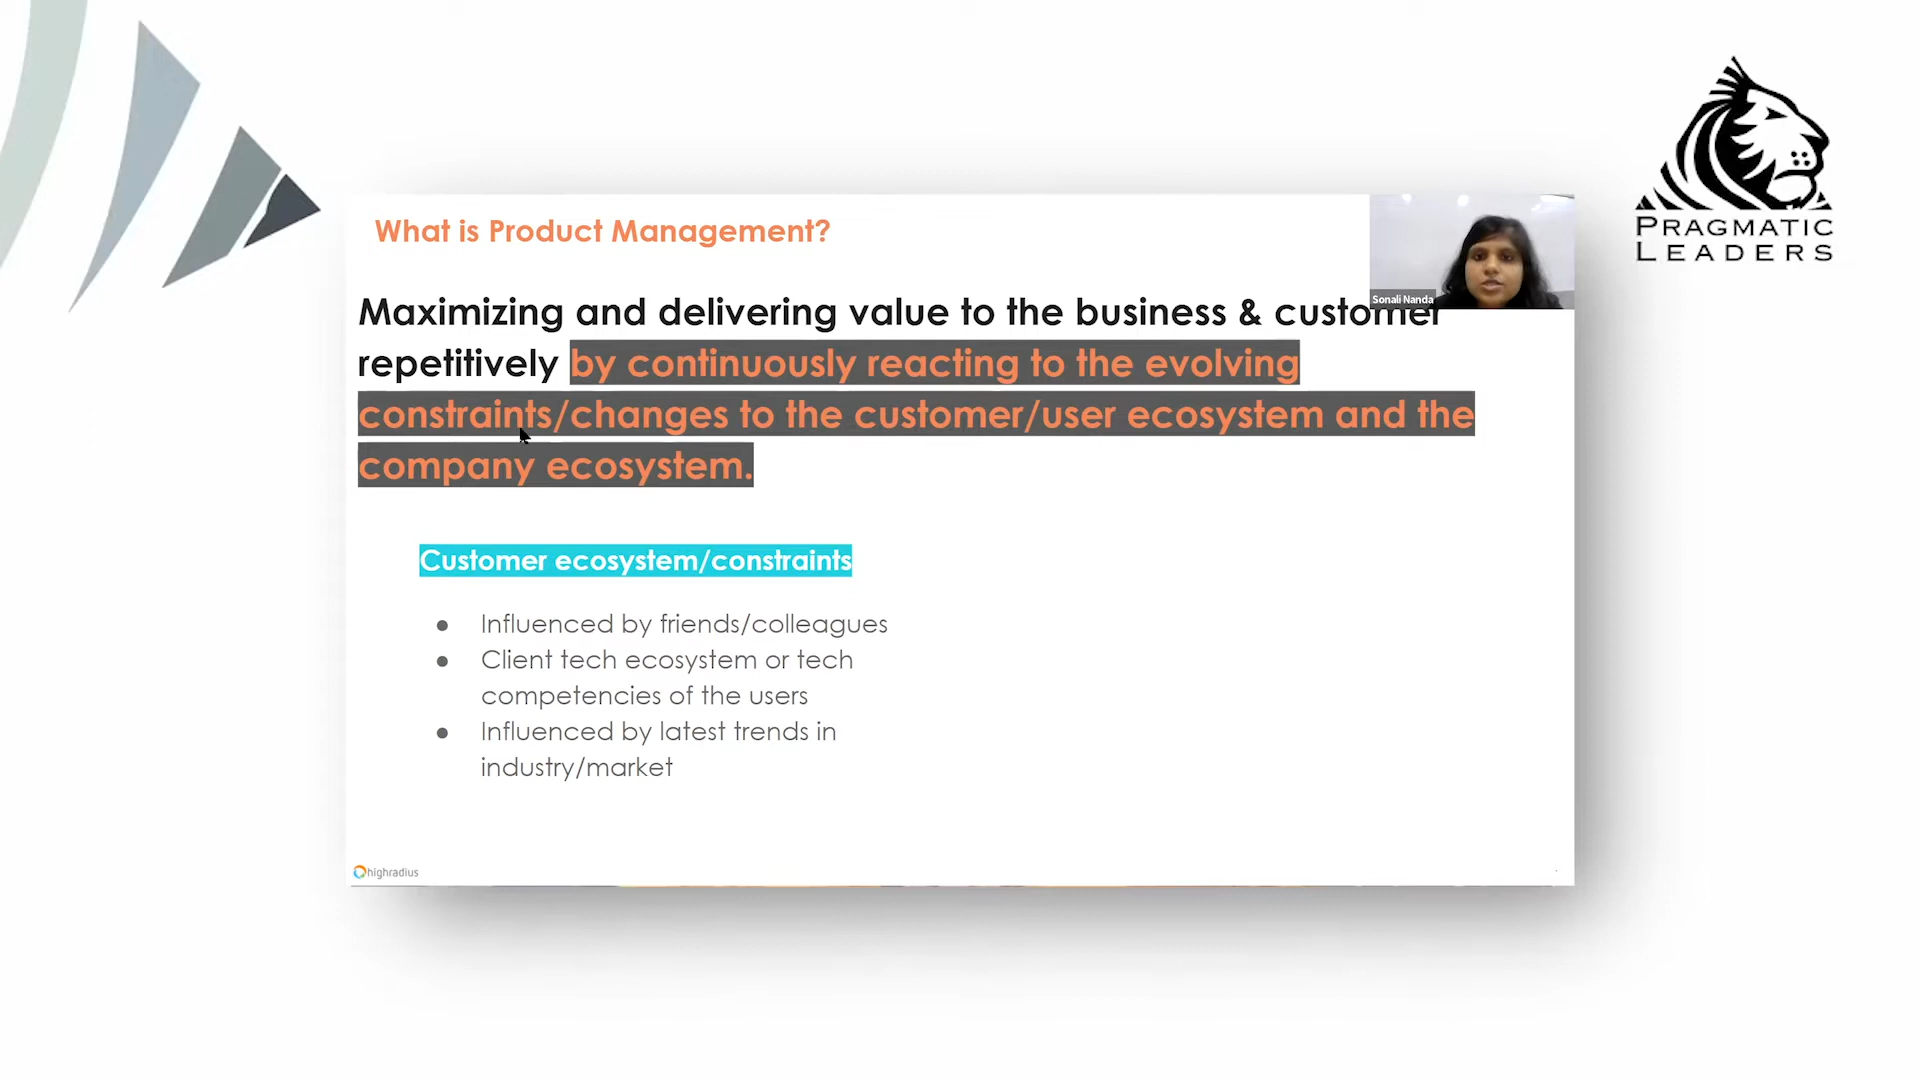 PRAGMATIC
LEADERS
What is Product Management?
Sonali Nanda
Maximizing and delivering value to the business & customer
repetitively by continuously reacting to the evolving
constraints/changes to the customer/user ecosystem and the
company ecosystem.
Customer ecosystem/constraints
● Influenced by friends/colleagues
● Client tech ecosystem or tech
competencies of the users
● Influenced by latest trends in
industry/market
highradius